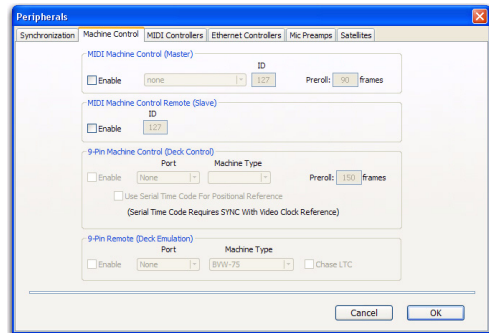 Peripherals
Synchronization Machine Control MIDI Controllers Ethernet Controllers Mic Preamps Satellites
MIDI Machine Control (Master)
ID
Enable none 127 Preroll: 90 frames
MIDI Machine Control Remote (Slave)
ID
Enable 127
9-Pin Machine Control (Deck Control)
Port Machine Type
Enable None Preroll: 150 frames
Use Serial Time Code For Positional Reference
(Serial Time Code Requires SYNC With Video Clock Reference)
9-Pin Remote (Deck Emulation)
Port Machine Type
Enable None BVW-75 Chase LTC
Cancel OK